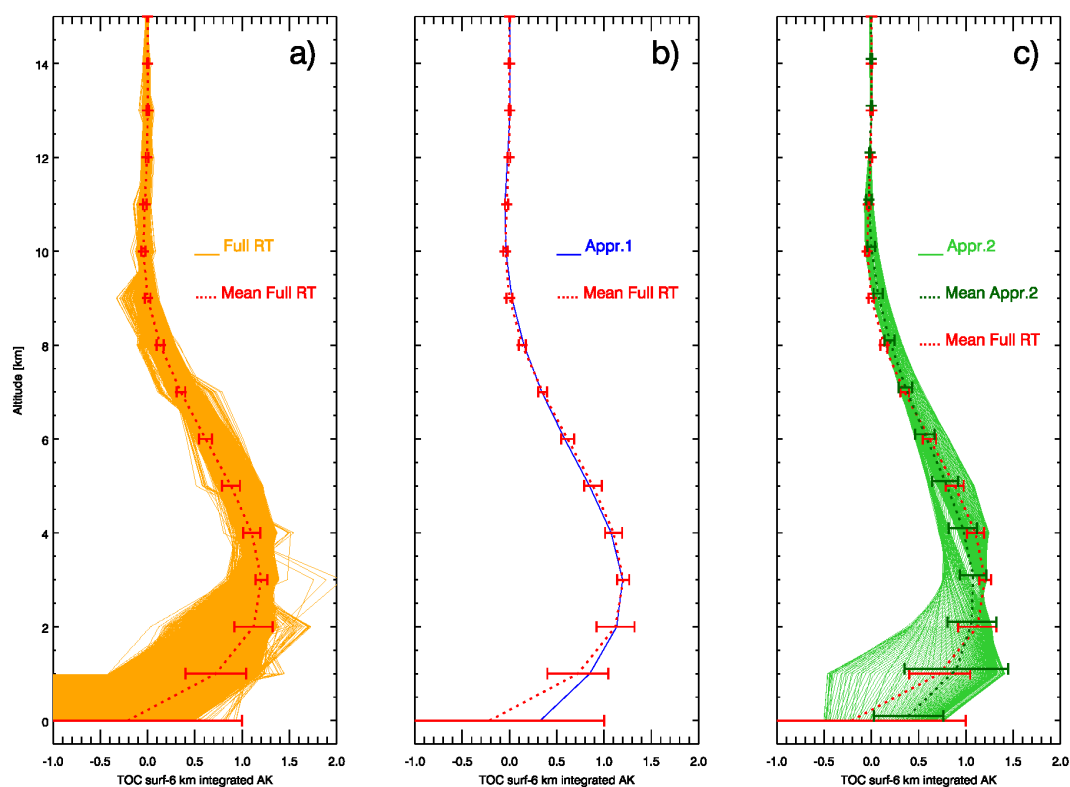 a)
b)
c)
14
12
10
8
6
4
2
0
Altitude [km]
Full RT
Mean Full RT
Appr.1
Mean Full RT
Appr.2
Mean Appr.2
Mean Full RT
-1.0 -0.5 0.0 0.5 1.0 1.5 2.0
-1.0 -0.5 0.0 0.5 1.0 1.5 2.0
-1.0 -0.5 0.0 0.5 1.0 1.5 2.0
TOC surf-6 km integrated AK
TOC surf-6 km integrated AK
TOC surf-6 km integrated AK